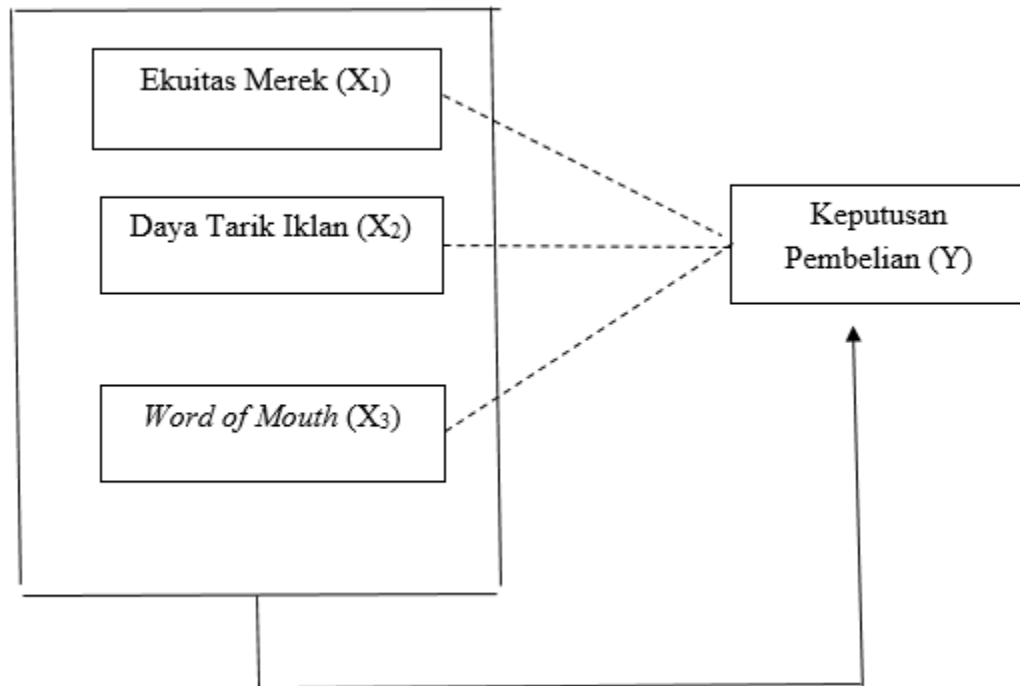 Ekuitas Merek (X₁)
Daya Tarik Iklan (X₂)
Word of Mouth (X₃)
Keputusan
Pembelian (Y)